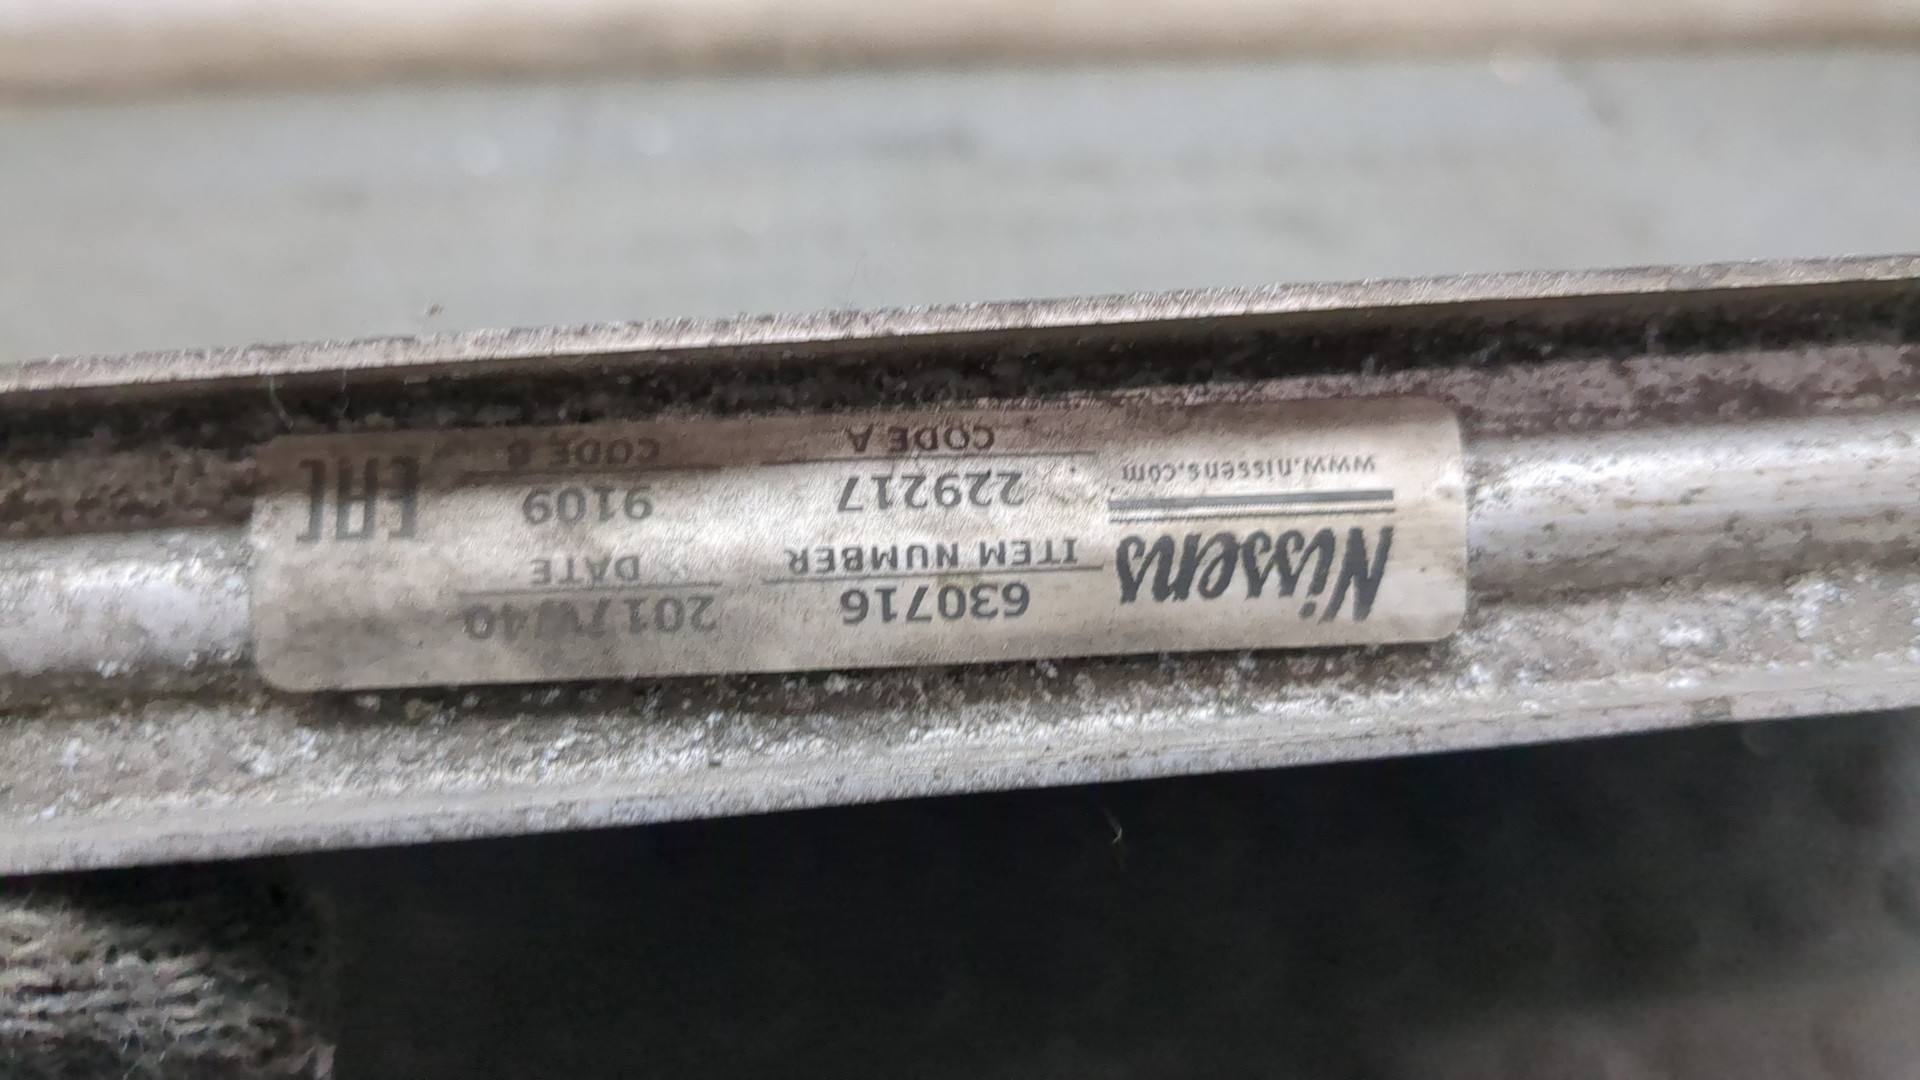 Nissens
www.nissens.com
630716 2017W40
ITEM NUMBER DATE
229217 9109
CODE A CODE B
EAC